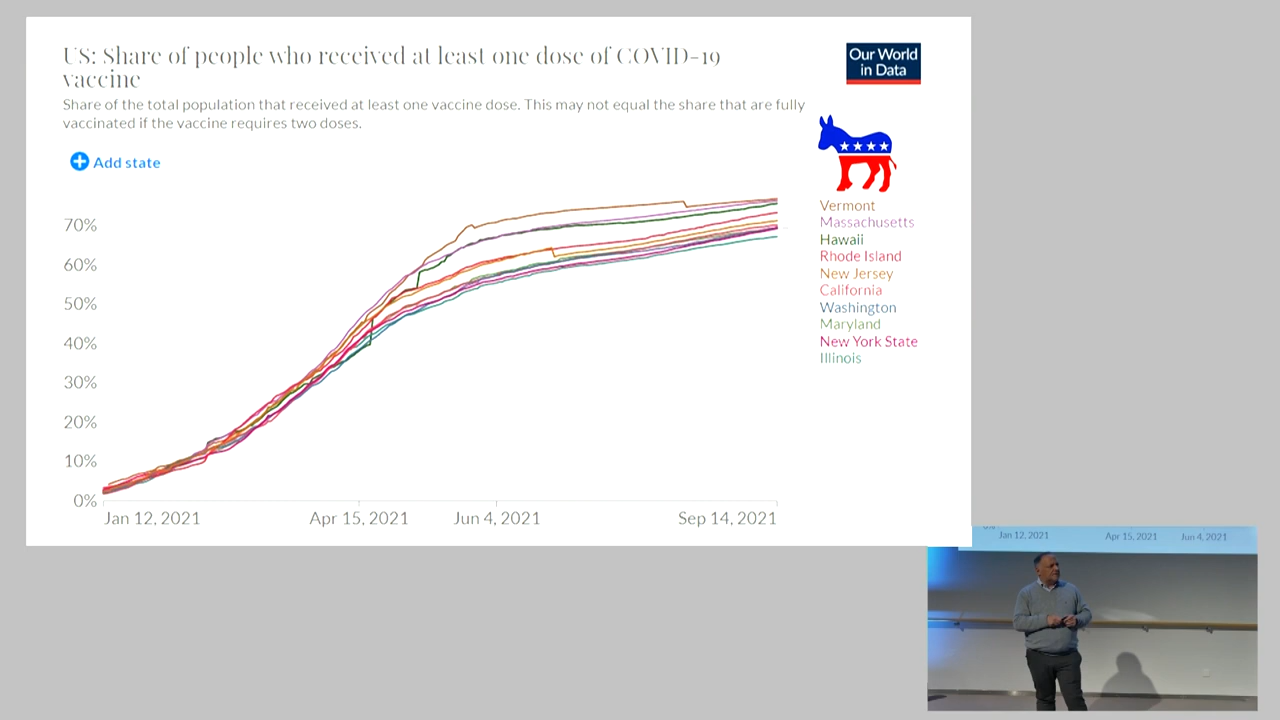 US: Share of people who received at least one dose of COVID-19
vaccine
Our World
in Data
Share of the total population that received at least one vaccine dose. This may not equal the share that are fully
vaccinated if the vaccine requires two doses.
Add state
70%
60%
50%
40%
30%
20%
10%
0%
Jan 12, 2021
Apr 15, 2021
Jun 4, 2021
Sep 14, 2021
Vermont
Massachusetts
Hawaii
Rhode Island
New Jersey
California
Washington
Maryland
New York State
Illinois
Jan 12, 2021
Apr 15, 2021
Jun 4, 2021